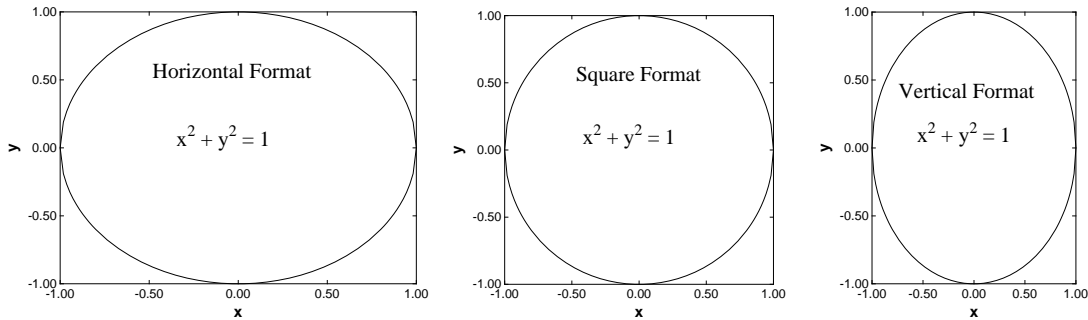 1.00
0.50
0.00
-0.50
-1.00
y
Horizontal Format
x² + y² = 1
-1.00 -0.50 0.00 0.50 1.00
x
1.00
0.50
0.00
-0.50
-1.00
y
Square Format
x² + y² = 1
-1.00 -0.50 0.00 0.50 1.00
x
1.00
0.50
0.00
-0.50
-1.00
y
Vertical Format
x² + y² = 1
-1.00 -0.50 0.00 0.50 1.00
x